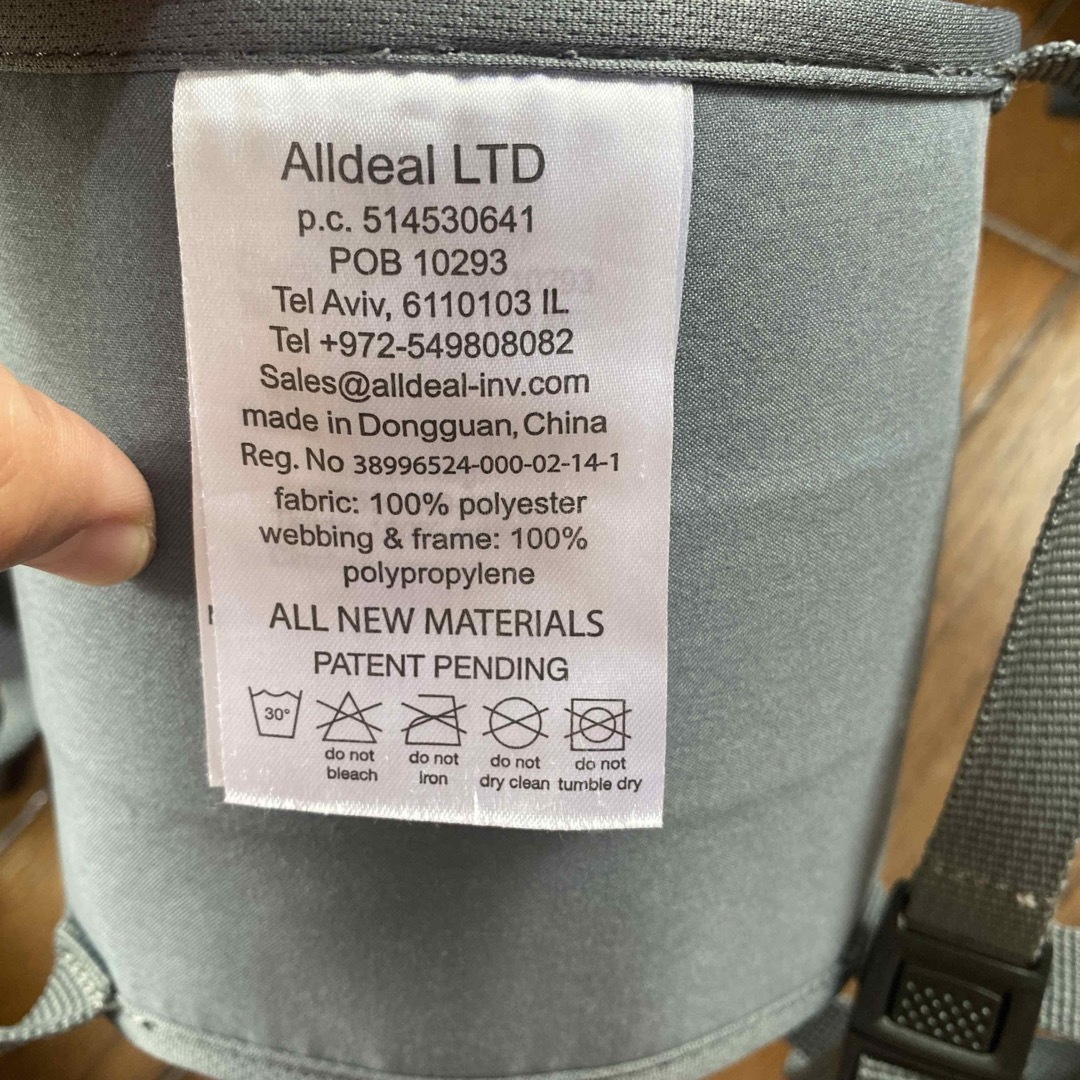 Alldeal LTD
p.c. 514530641
POB 10293
Tel Aviv, 6110103 IL
Tel +972-549808082
Sales@alldeal-inv.com
made in Dongguan, China
Reg. No 38996524-000-02-14-1
fabric: 100% polyester
webbing & frame: 100%
polypropylene
ALL NEW MATERIALS
PATENT PENDING
30°
do not bleach
do not iron
do not dry clean
do not tumble dry